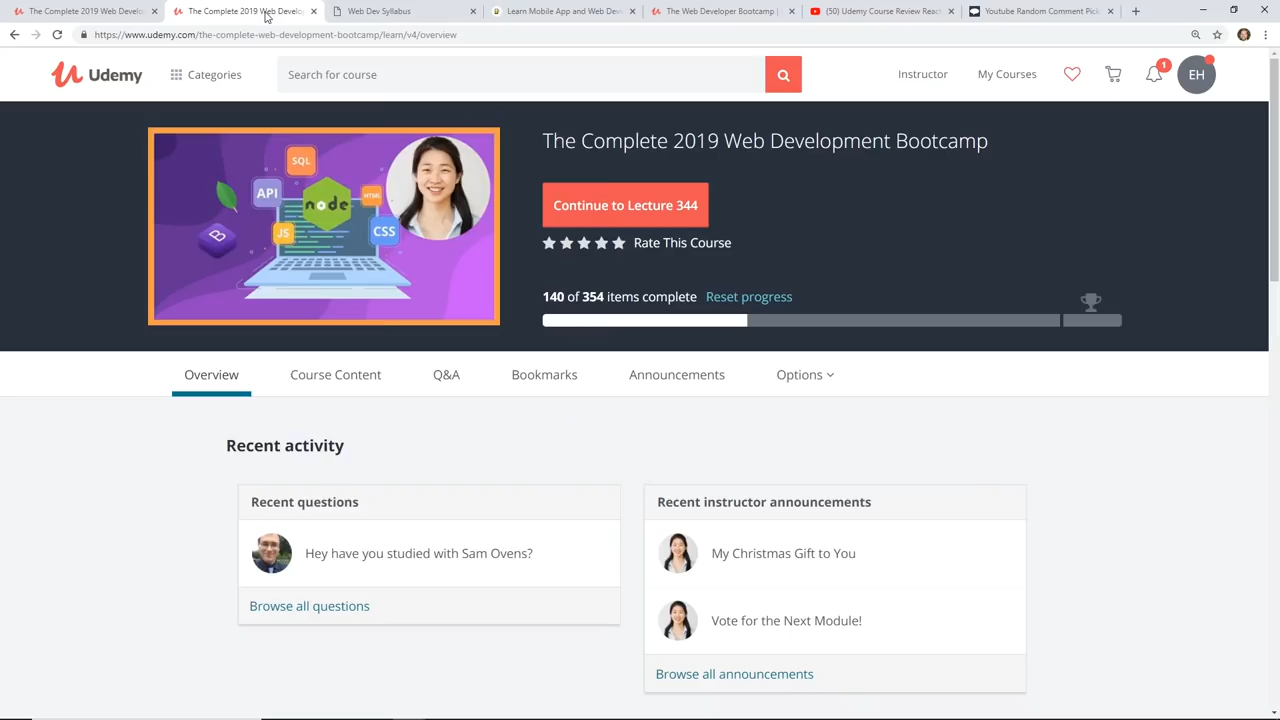 The Complete 2019 Web Develo
The Complete 2019 Web Develo
Web Dev Syllabus
Learn Mobile App and Web Dev
The Web Developer Bootcamp |
(50) Udemy Course Review Reac
Youtube Random Comment Pick
https://www.udemy.com/the-complete-web-development-bootcamp/learn/v4/overview
Udemy
Categories
Search for course
Instructor
My Courses
1
EH
SQL
API
node
HTML
JS
CSS
B
The Complete 2019 Web Development Bootcamp
Continue to Lecture 344
Rate This Course
140 of 354 items complete Reset progress
Overview
Course Content
Q&A
Bookmarks
Announcements
Options
Recent activity
Recent questions
Hey have you studied with Sam Ovens?
Browse all questions
Recent instructor announcements
My Christmas Gift to You
Vote for the Next Module!
Browse all announcements